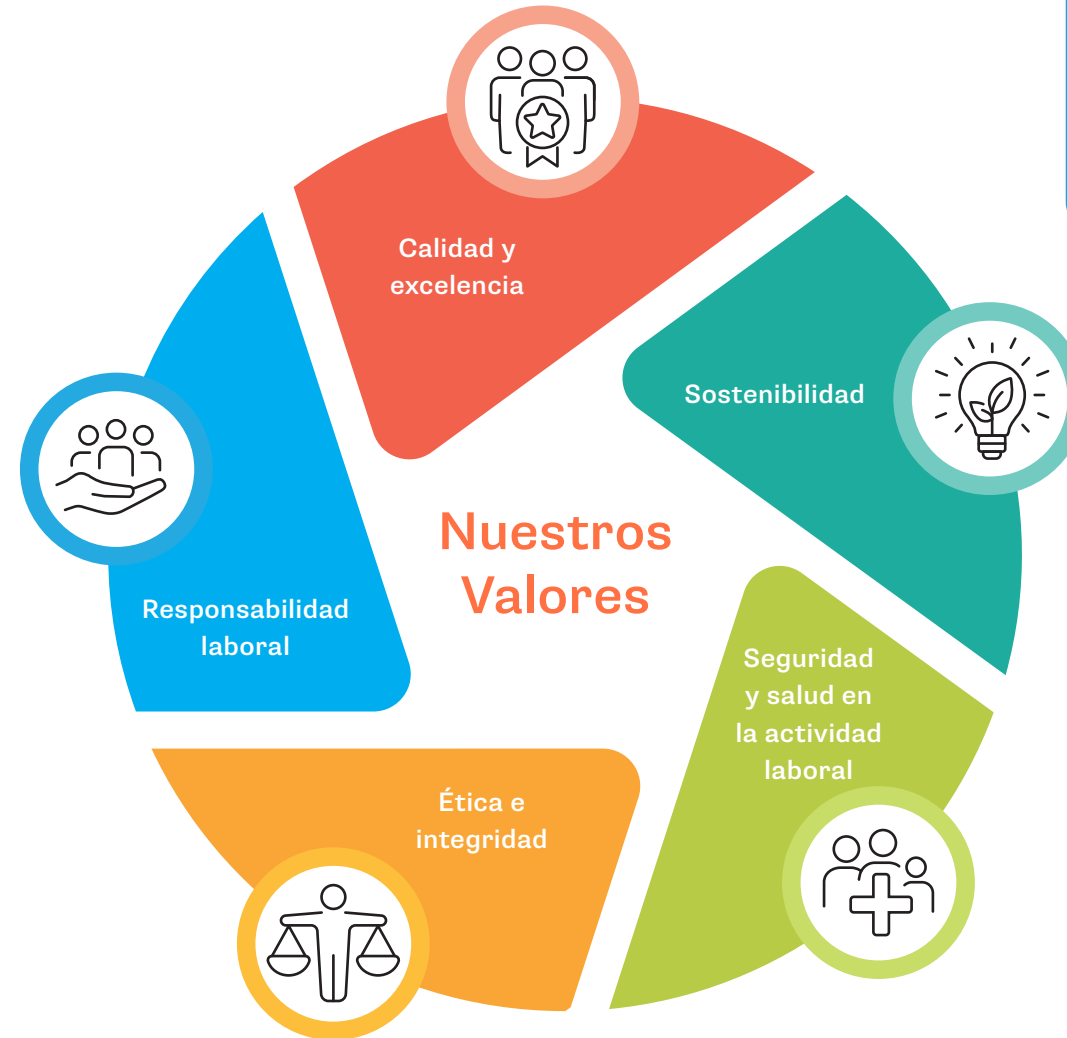 Calidad y
excelencia
Sostenibilidad
Nuestros
Valores
Responsabilidad
laboral
Seguridad
y salud en
la actividad
laboral
Ética e
integridad